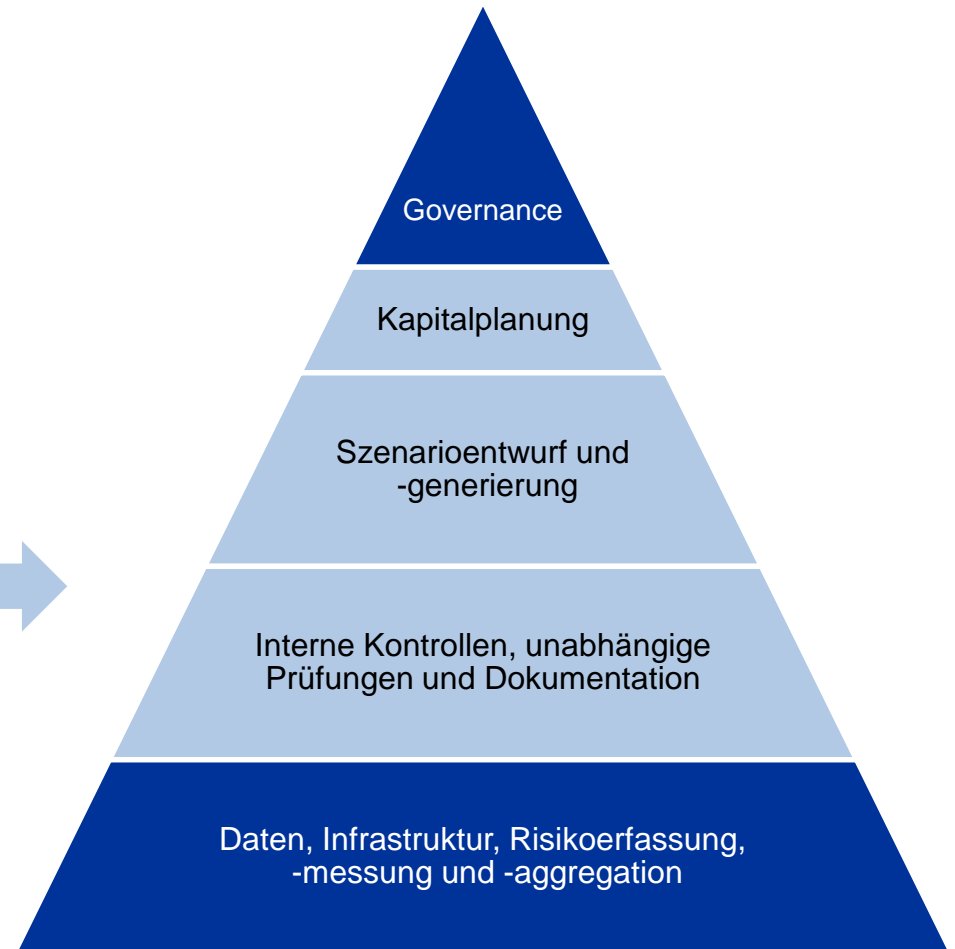 Governance
Kapitalplanung
Szenarioentwurf und
-generierung
Interne Kontrollen, unabhängige
Prüfungen und Dokumentation
Daten, Infrastruktur, Risikoerfassung,
-messung und -aggregation